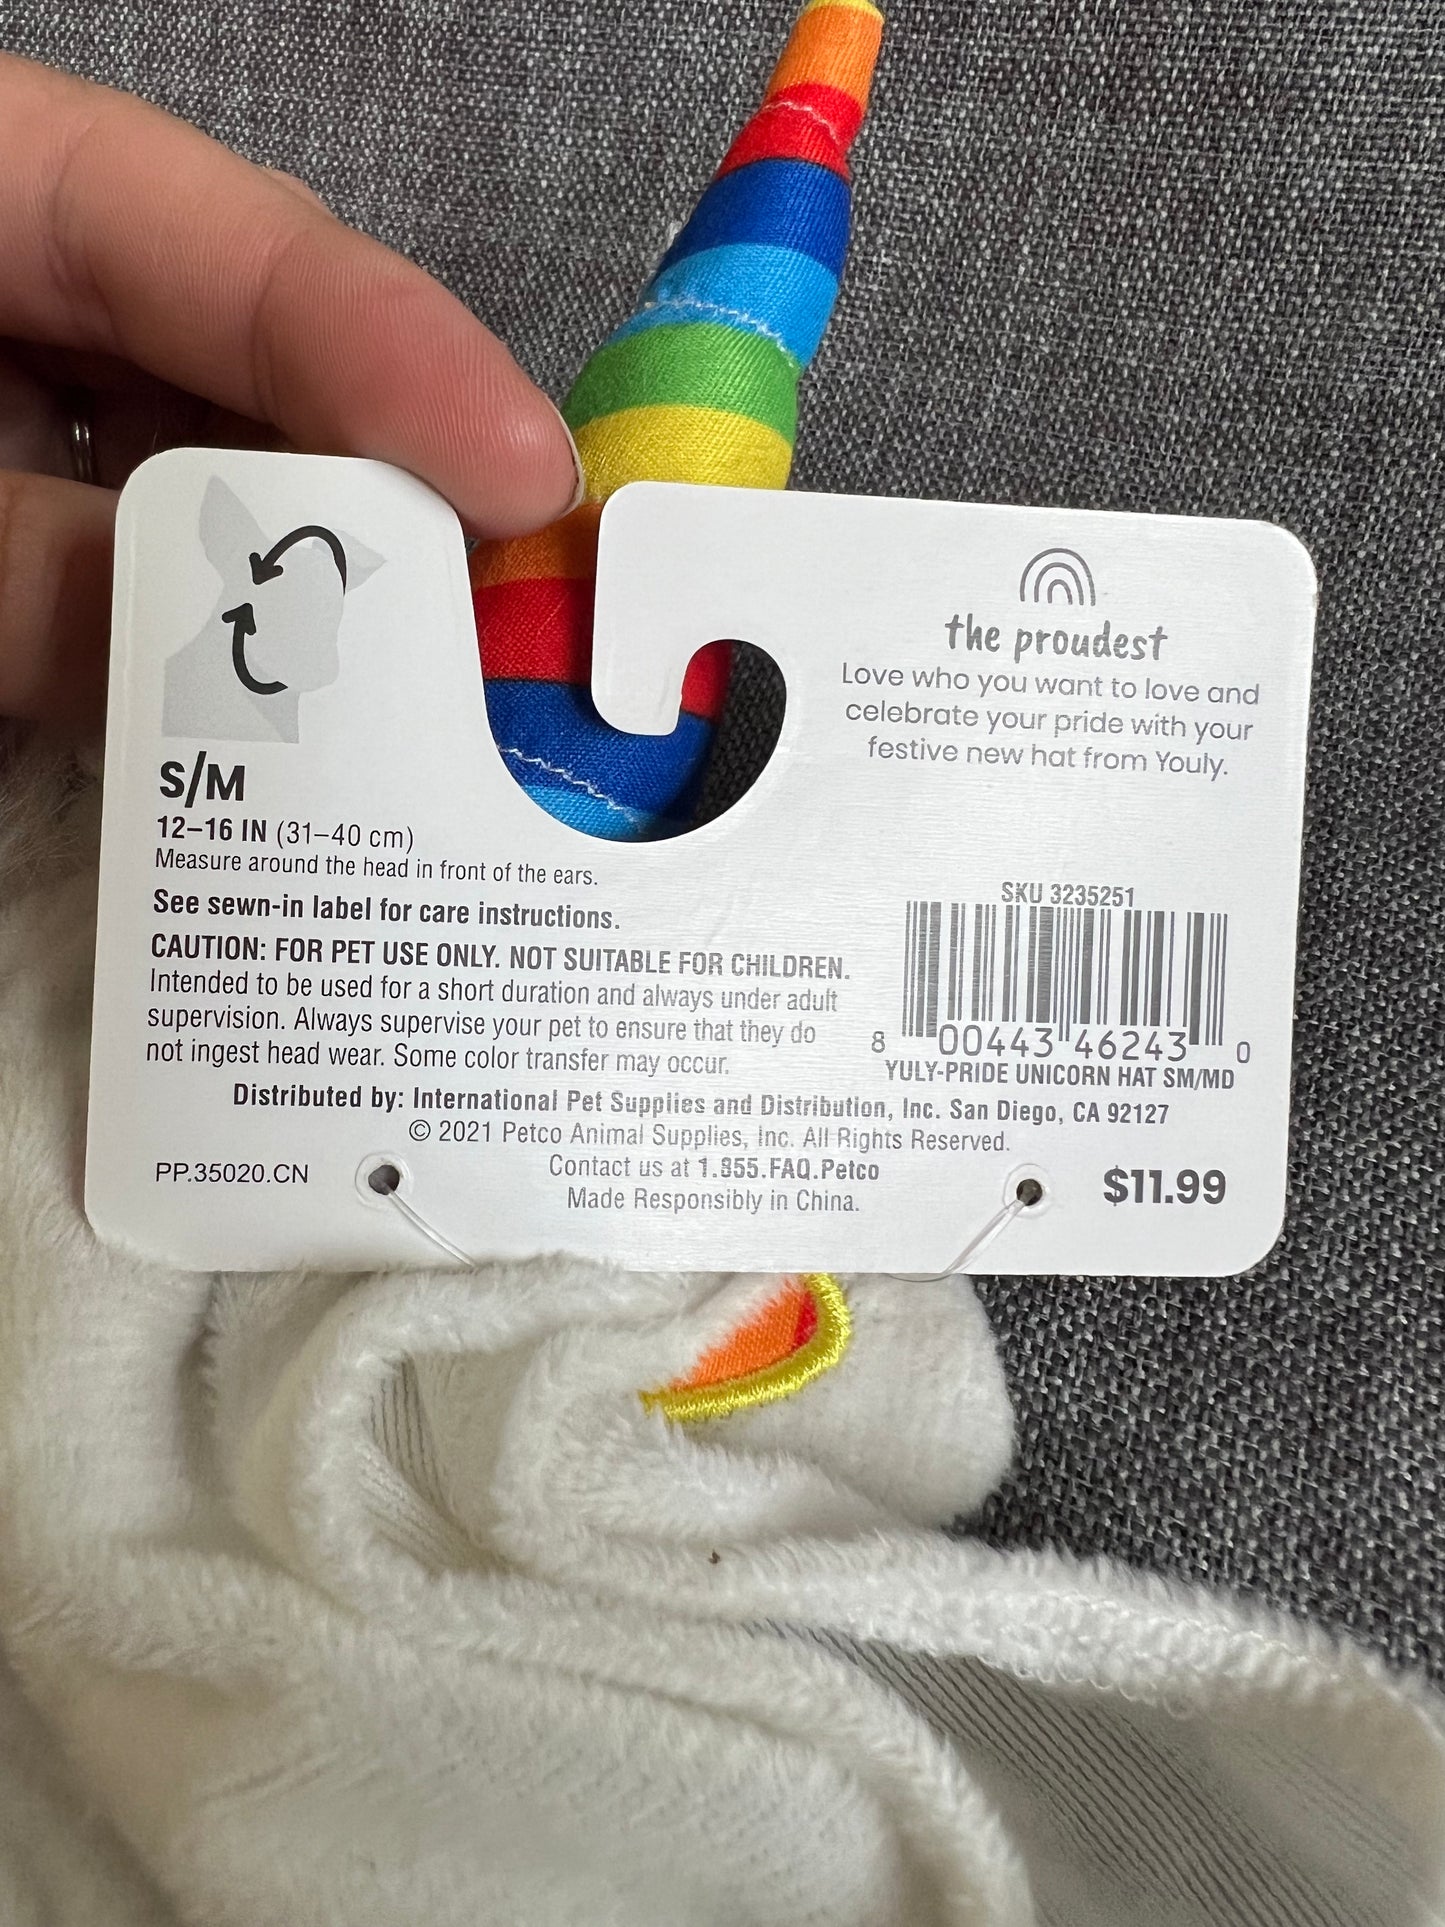 the proudest
Love who you want to love and
celebrate your pride with your
festive new hat from Youly.
S/M
12–16 IN (31–40 cm)
Measure around the head in front of the ears.
See sewn-in label for care instructions.
CAUTION: FOR PET USE ONLY. NOT SUITABLE FOR CHILDREN.
Intended to be used for a short duration and always under adult
supervision. Always supervise your pet to ensure that they do
not ingest head wear. Some color transfer may occur.
SKU 3235251
8 00443 46243 0
YULY-PRIDE UNICORN HAT SM/MD
Distributed by: International Pet Supplies and Distribution, Inc. San Diego, CA 92127
© 2021 Petco Animal Supplies, Inc. All Rights Reserved.
Contact us at 1.855.FAQ.Petco
Made Responsibly in China.
PP.35020.CN
$11.99